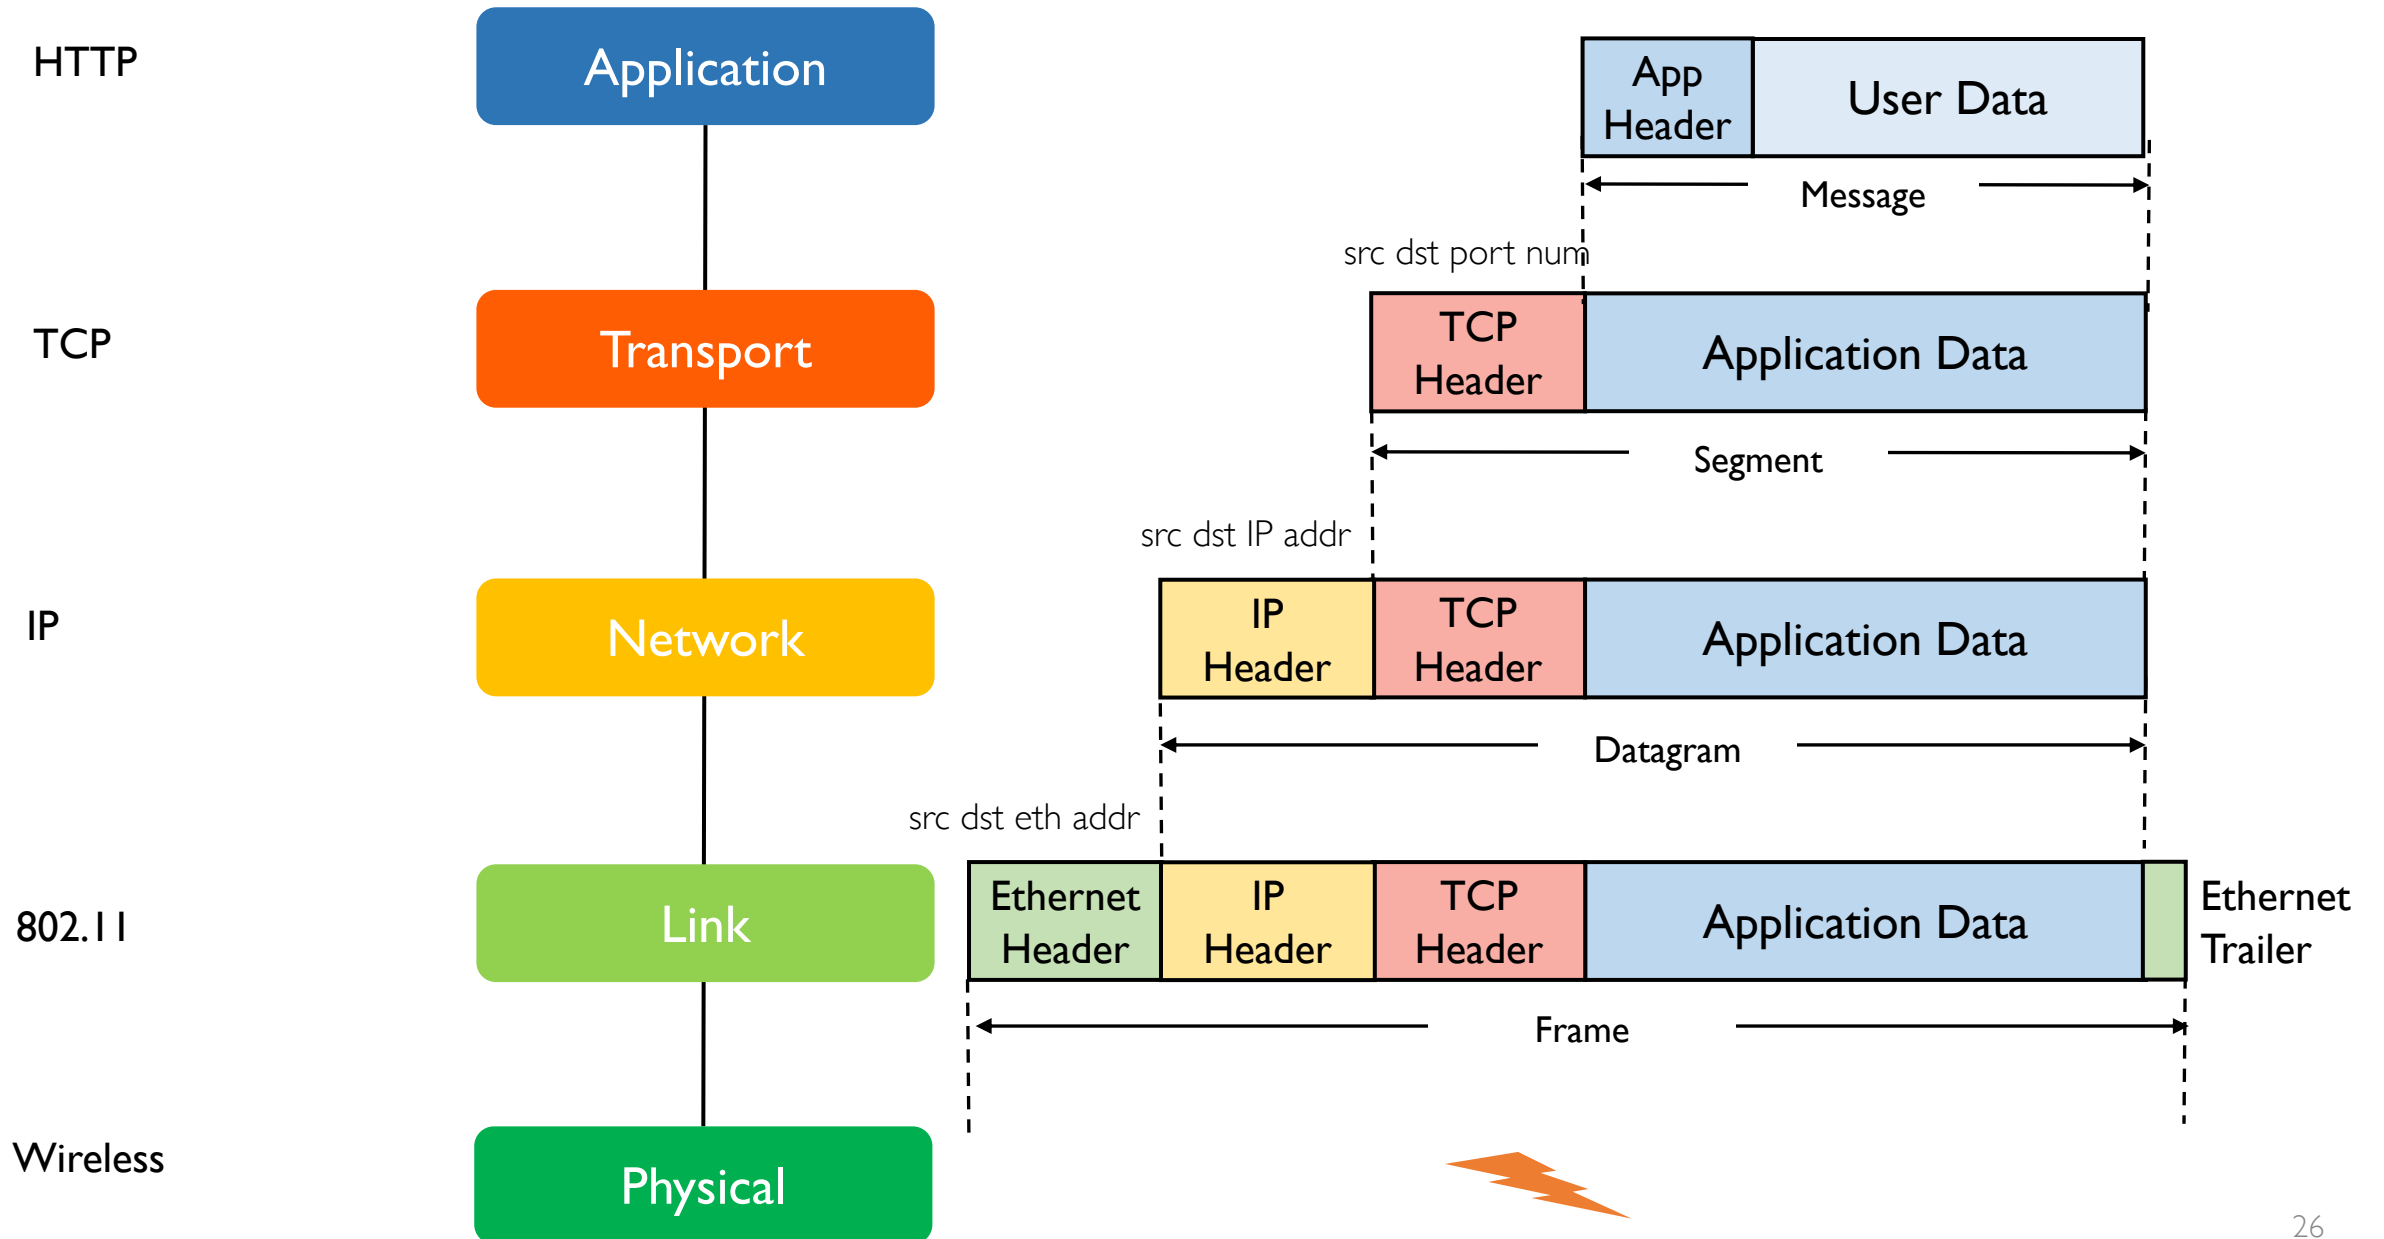 HTTP
Application
App
Header
User Data
Message
src dst port num
TCP
Transport
TCP
Header
Application Data
Segment
src dst IP addr
IP
Network
IP
Header
TCP
Header
Application Data
Datagram
src dst eth addr
802.11
Link
Ethernet
Header
IP
Header
TCP
Header
Application Data
Ethernet
Trailer
Frame
Wireless
Physical
26